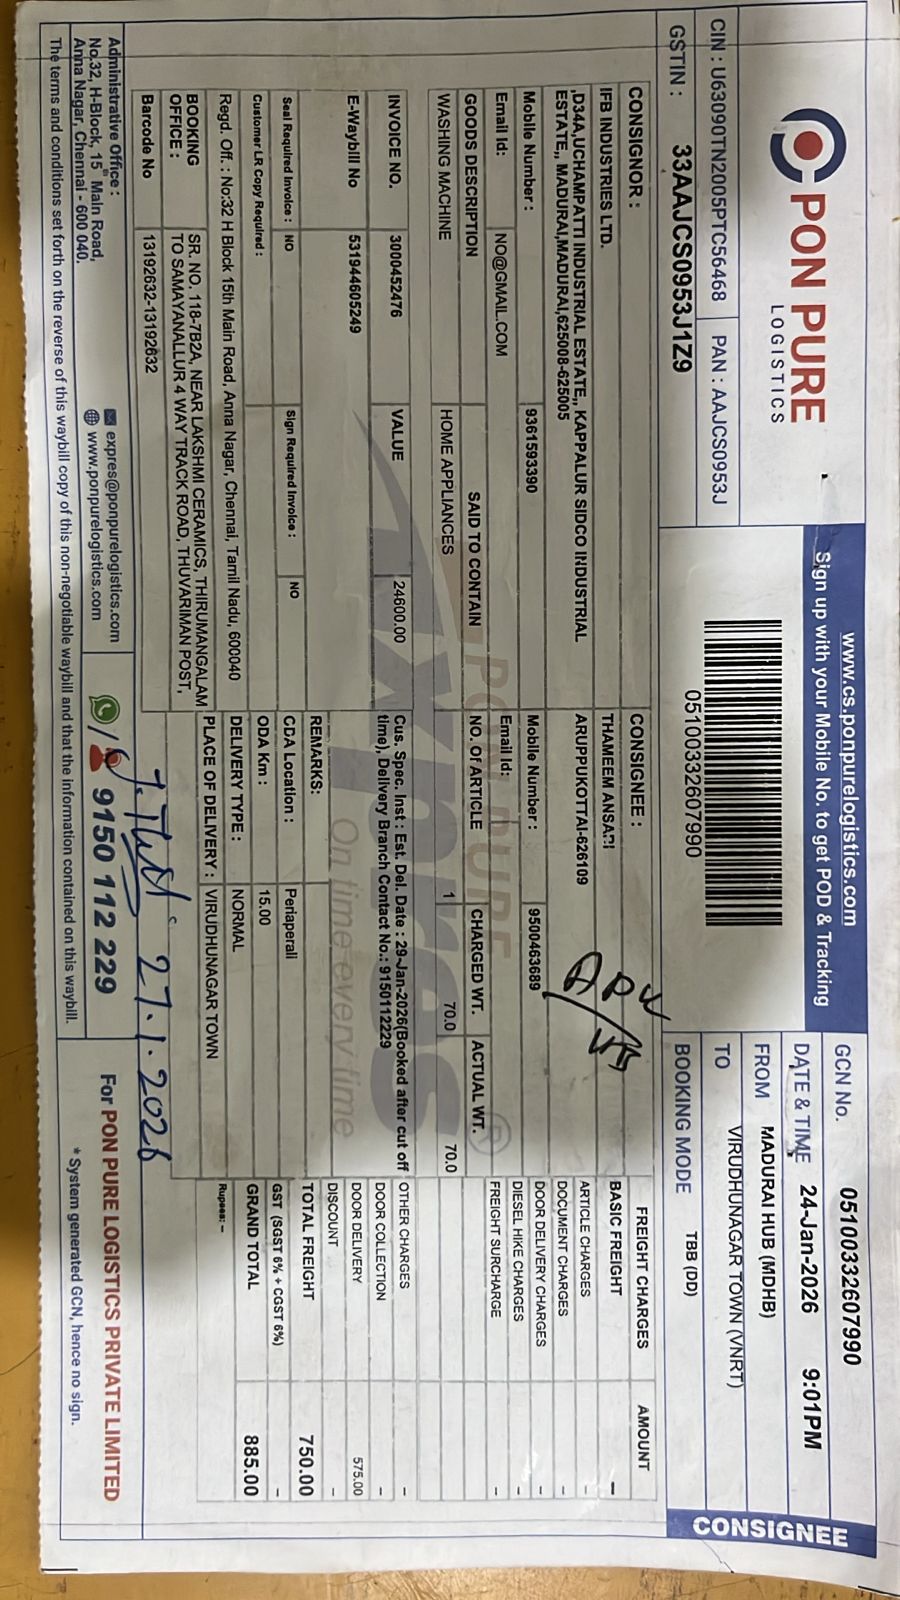 PON PURE
LOGISTICS
www.cs.ponpurelogistics.com
Sign up with your Mobile No. to get POD & Tracking
CIN : U63090TN2005PTC56468
PAN : AAJCS0953J
GSTIN : 33AAJCS0953J1Z9
05100332607990
GCN No. 05100332607990
DATE & TIME 24-Jan-2026 9:01PM
FROM MADURAI HUB (MDHB)
TO VIRUDHUNAGAR TOWN (VNRT)
BOOKING MODE TBB (DD)
CONSIGNEE
CONSIGNOR :
IFB INDUSTRIES LTD.
,D34A,UCHAMPATTI INDUSTRIAL ESTATE,, KAPPALUR SIDCO INDUSTRIAL
ESTATE,, MADURAI,MADURAI,625008-625005
Mobile Number : 9361593390
Email Id: NO@GMAIL.COM
CONSIGNEE :
THAMEEM ANSARI
ARUPPUKOTTAI-626109
Mobile Number : 9500463689
Email Id:
GOODS DESCRIPTION SAID TO CONTAIN NO. Of ARTICLE CHARGED WT. ACTUAL WT.
WASHING MACHINE HOME APPLIANCES 1 70.0 70.0
INVOICE NO. 3000452476 VALUE 24600.00
E-Waybill No 531944605249
Seal Required Invoice : NO Sign Required Invoice : NO
Customer LR Copy Required :
Regd. Off. : No:32 H Block 15th Main Road, Anna Nagar, Chennai, Tamil Nadu, 600040
BOOKING OFFICE : SR. NO. 118-7B2A, NEAR LAKSHMI CERAMICS, THIRUMANGALAM
TO SAMAYANALLUR 4 WAY TRACK ROAD, THUVARIMAN POST,
Barcode No 13192632-13192632
Cus. Spec. Inst : Est. Del. Date : 29-Jan-2026(Booked after cut off
time), Delivery Branch Contact No.: 9150112229
REMARKS:
CDA Location : Periaperali
ODA Km : 15.00
DELIVERY TYPE : NORMAL
PLACE OF DELIVERY : VIRUDHUNAGAR TOWN
PON PURE
Xpres
®
On time every time
FREIGHT CHARGES AMOUNT
BASIC FREIGHT -
ARTICLE CHARGES -
DOCUMENT CHARGES -
DOOR DELIVERY CHARGES -
DIESEL HIKE CHARGES -
FREIGHT SURCHARGE -
OTHER CHARGES -
DOOR COLLECTION -
DOOR DELIVERY 575.00
DISCOUNT -
TOTAL FREIGHT 750.00
GST (SGST 6% + CGST 6%) -
GRAND TOTAL 885.00
Rupees: -
27.1.2026
Administrative Office :
No.32, H-Block, 15th Main Road,
Anna Nagar, Chennai - 600 040.
expres@ponpurelogistics.com
www.ponpurelogistics.com
/ 9150 112 229
For PON PURE LOGISTICS PRIVATE LIMITED
* System generated GCN, hence no sign.
The terms and conditions set forth on the reverse of this waybill copy of this non-negotiable waybill and that the information contained on this waybill.